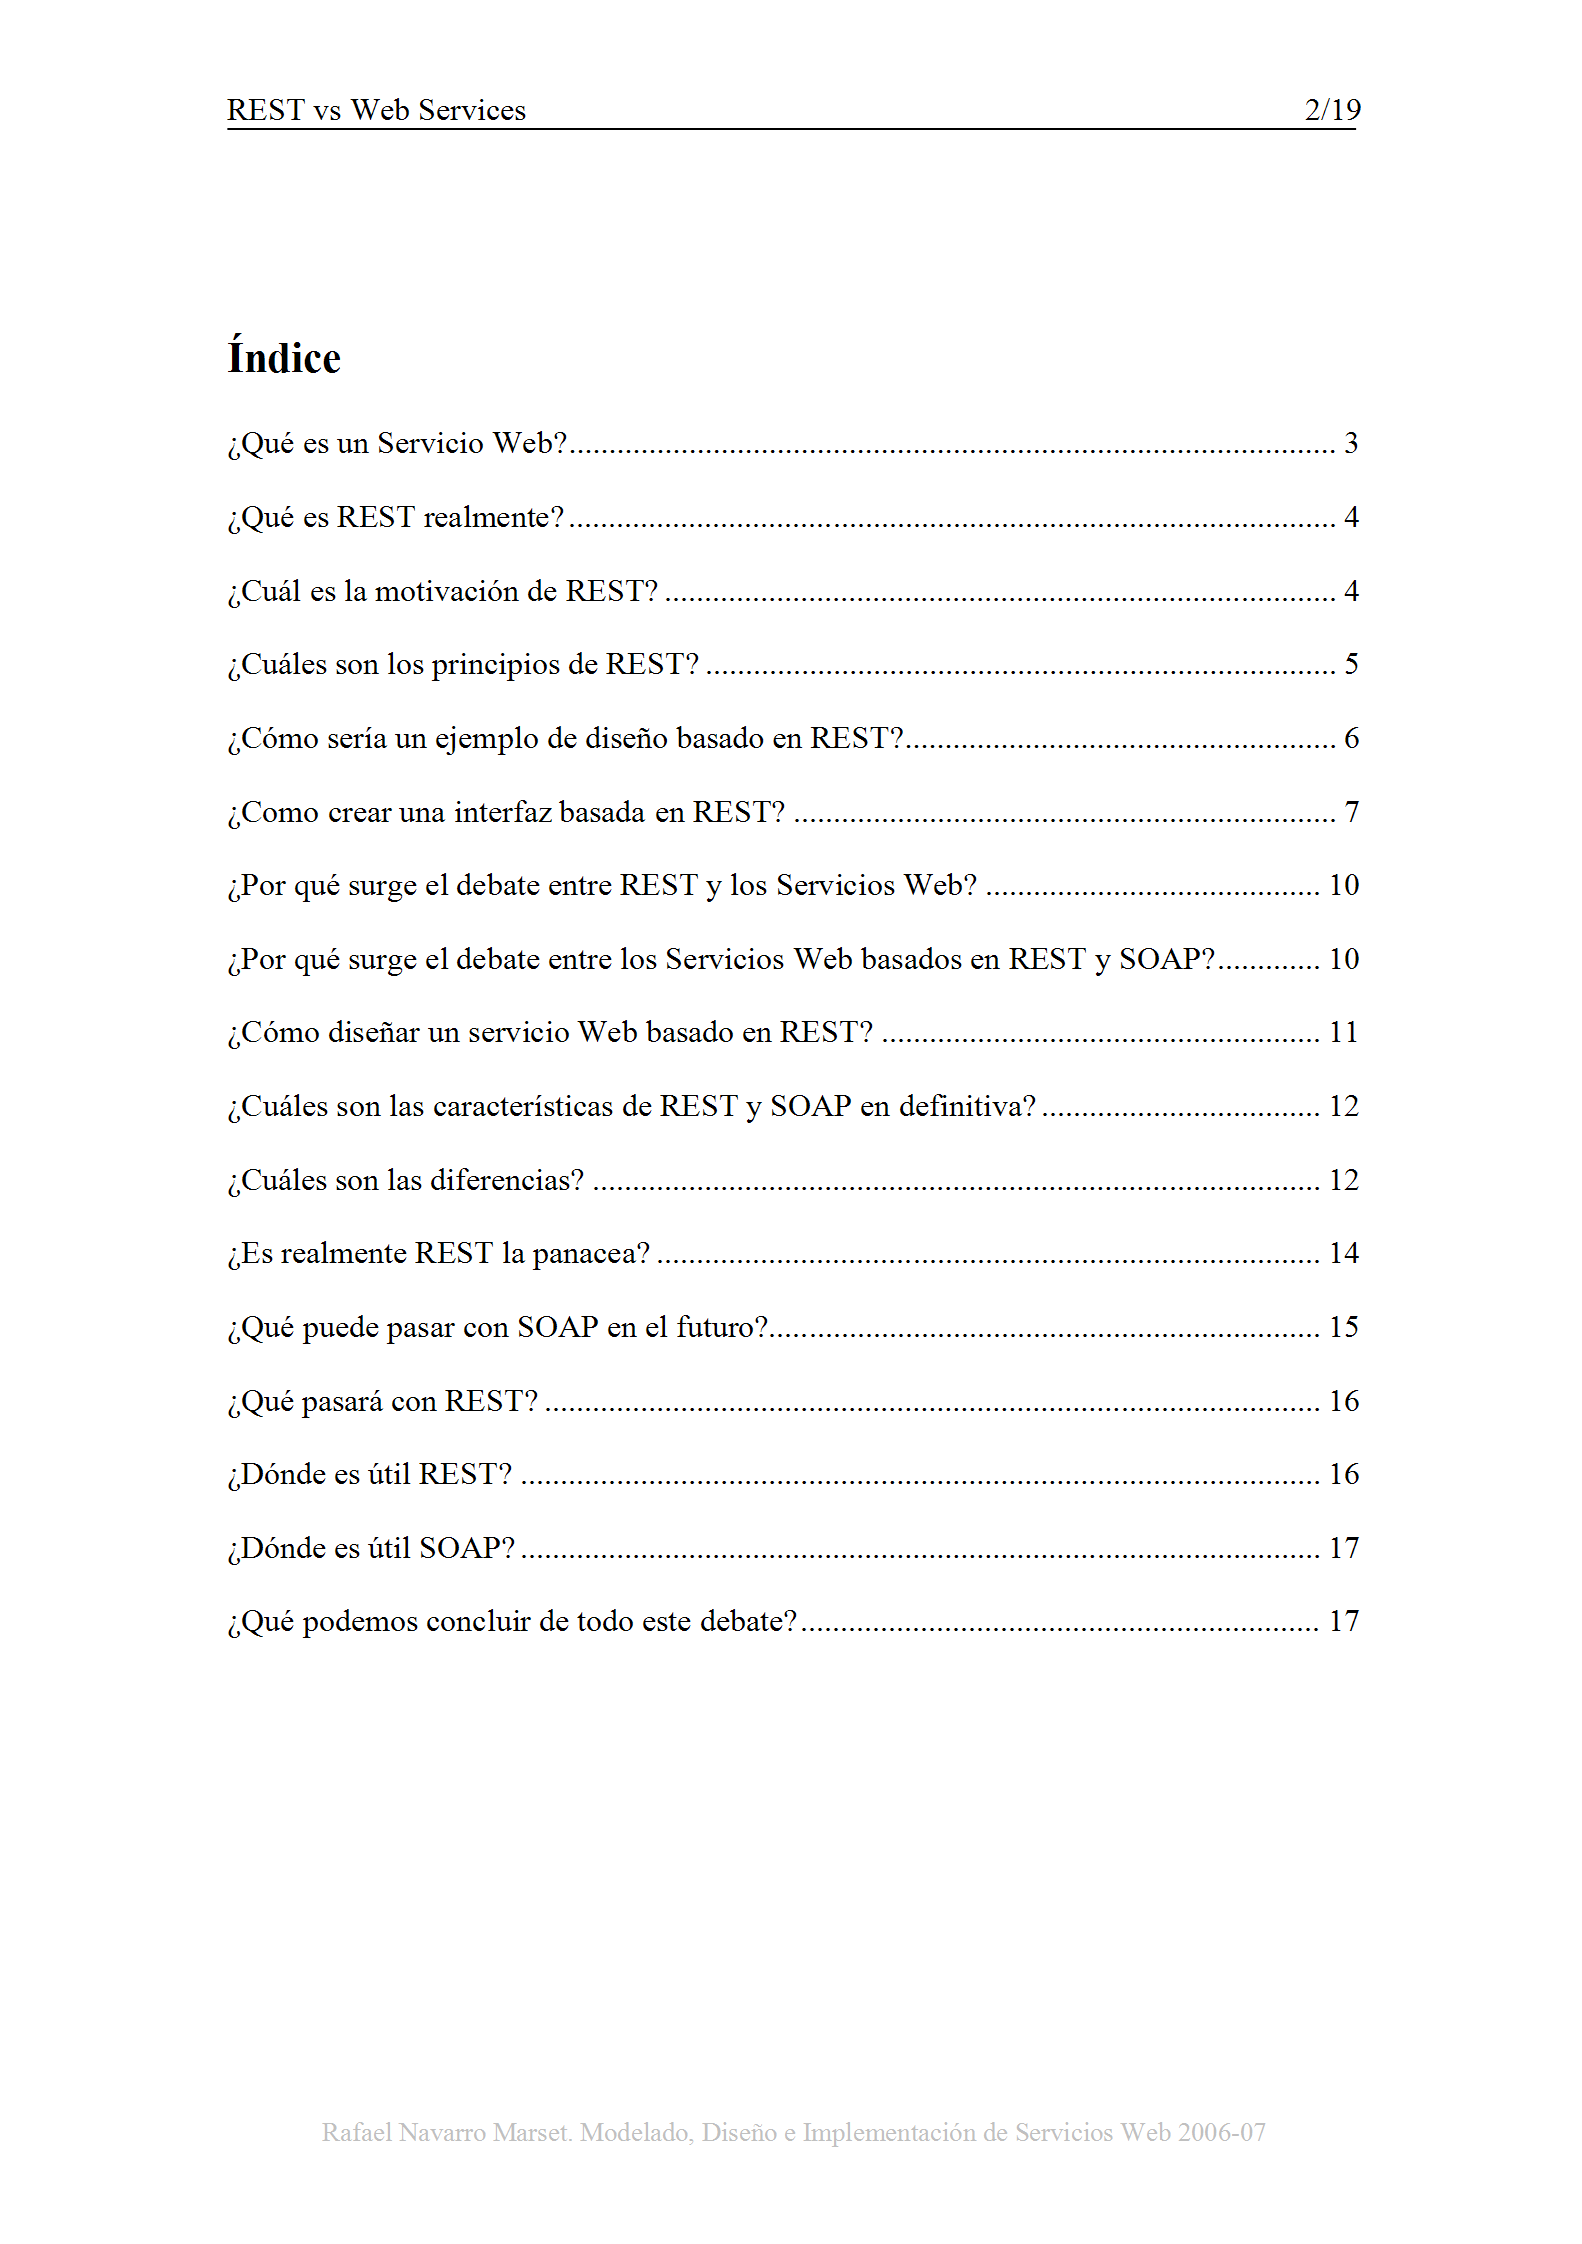 REST vs Web Services 2/19
Índice
¿Qué es un Servicio Web?................................................................................................ 3
¿Qué es REST realmente? ................................................................................................ 4
¿Cuál es la motivación de REST? .................................................................................... 4
¿Cuáles son los principios de REST? ............................................................................... 5
¿Cómo sería un ejemplo de diseño basado en REST?...................................................... 6
¿Como crear una interfaz basada en REST? .................................................................... 7
¿Por qué surge el debate entre REST y los Servicios Web? .......................................... 10
¿Por qué surge el debate entre los Servicios Web basados en REST y SOAP?............. 10
¿Cómo diseñar un servicio Web basado en REST? ....................................................... 11
¿Cuáles son las características de REST y SOAP en definitiva? ................................... 12
¿Cuáles son las diferencias? ........................................................................................... 12
¿Es realmente REST la panacea? ................................................................................... 14
¿Qué puede pasar con SOAP en el futuro?..................................................................... 15
¿Qué pasará con REST? ................................................................................................. 16
¿Dónde es útil REST? .................................................................................................... 16
¿Dónde es útil SOAP? .................................................................................................... 17
¿Qué podemos concluir de todo este debate?................................................................. 17
Rafael Navarro Marset. Modelado, Diseño e Implementación de Servicios Web 2006-07